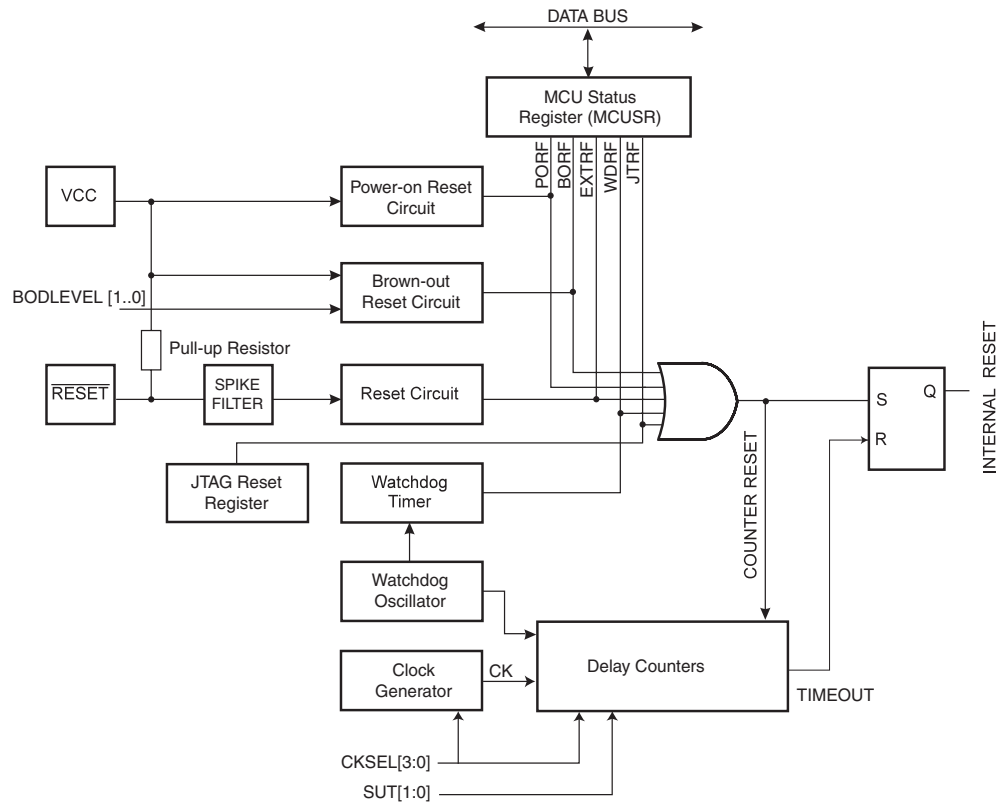 DATA BUS
MCU Status
Register (MCUSR)
PORF
BORF
EXTRF
WDRF
JTRF
VCC
Power-on Reset
Circuit
Brown-out
Reset Circuit
BODLEVEL [1..0]
Pull-up Resistor
RESET
SPIKE
FILTER
Reset Circuit
JTAG Reset
Register
Watchdog
Timer
Watchdog
Oscillator
Clock
Generator
CK
Delay Counters
COUNTER RESET
S
R
Q
INTERNAL RESET
TIMEOUT
CKSEL[3:0]
SUT[1:0]